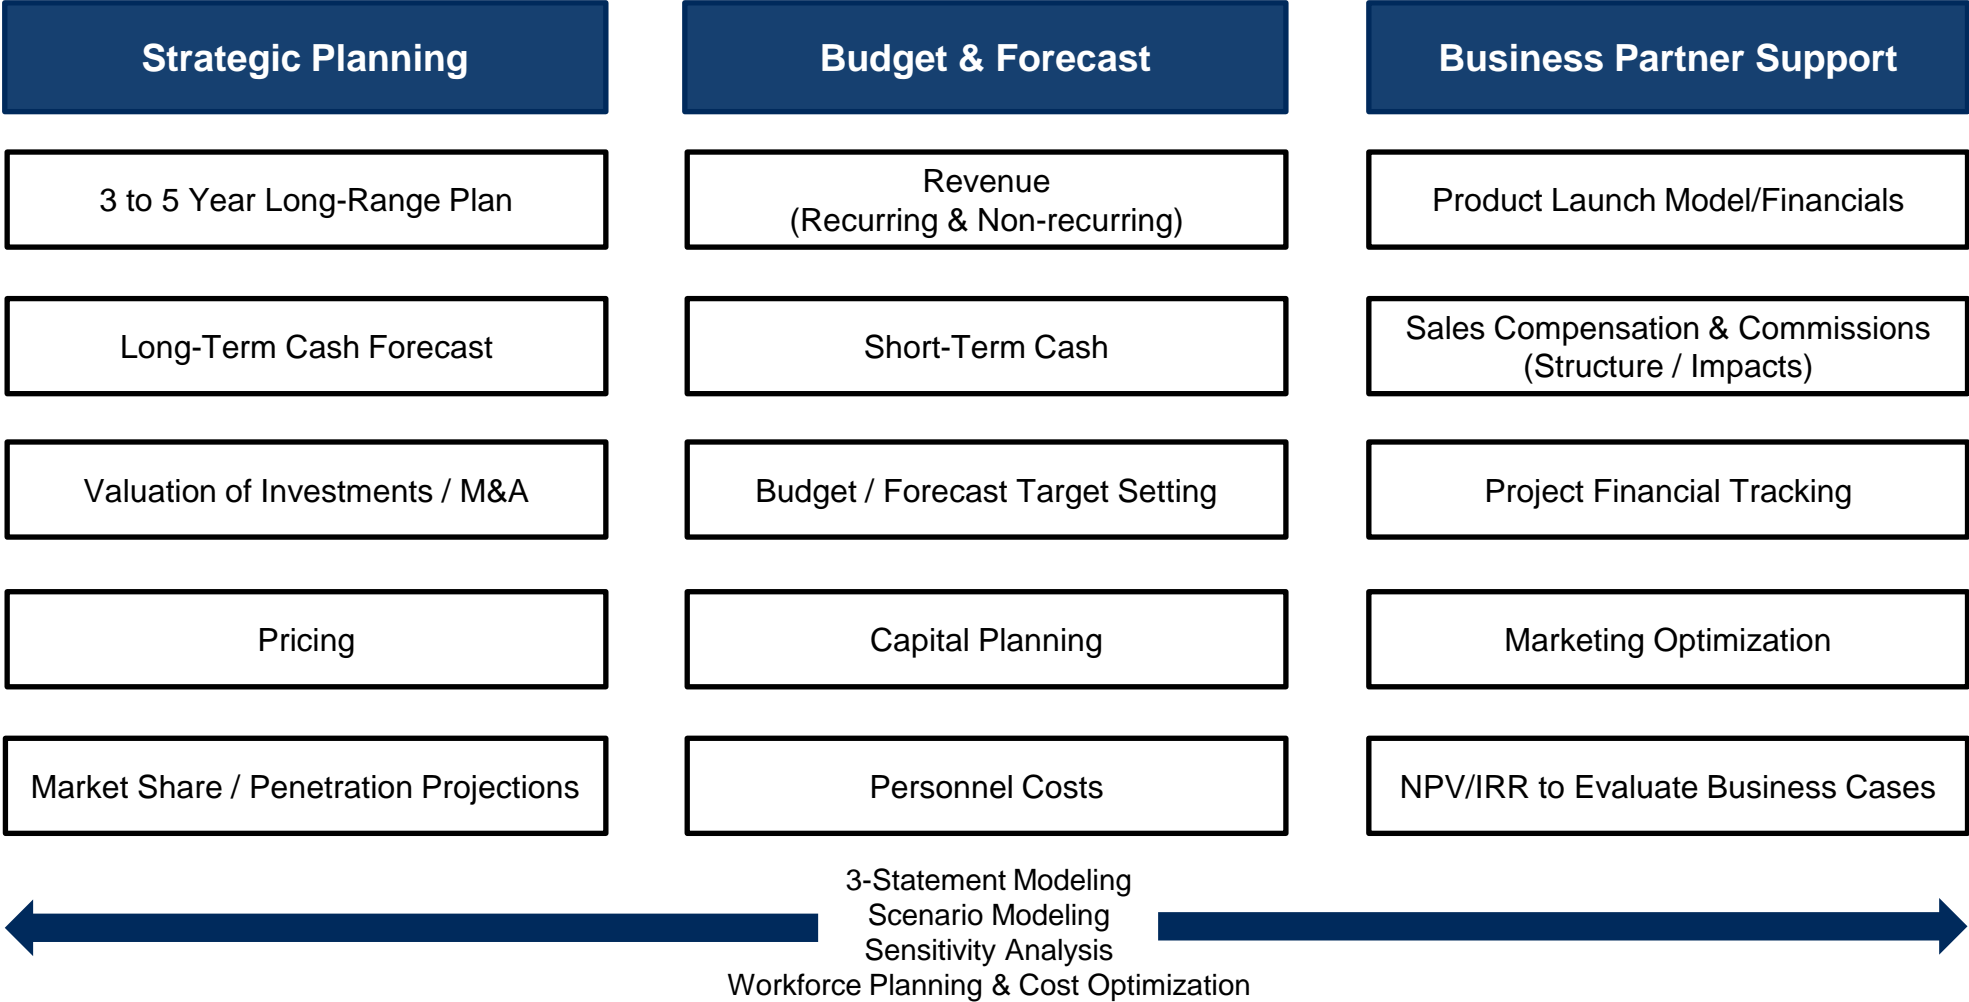 Strategic Planning
Budget & Forecast
Business Partner Support
3 to 5 Year Long-Range Plan
Revenue
(Recurring & Non-recurring)
Product Launch Model/Financials
Long-Term Cash Forecast
Short-Term Cash
Sales Compensation & Commissions
(Structure / Impacts)
Valuation of Investments / M&A
Budget / Forecast Target Setting
Project Financial Tracking
Pricing
Capital Planning
Marketing Optimization
Market Share / Penetration Projections
Personnel Costs
NPV/IRR to Evaluate Business Cases
3-Statement Modeling
Scenario Modeling
Sensitivity Analysis
Workforce Planning & Cost Optimization